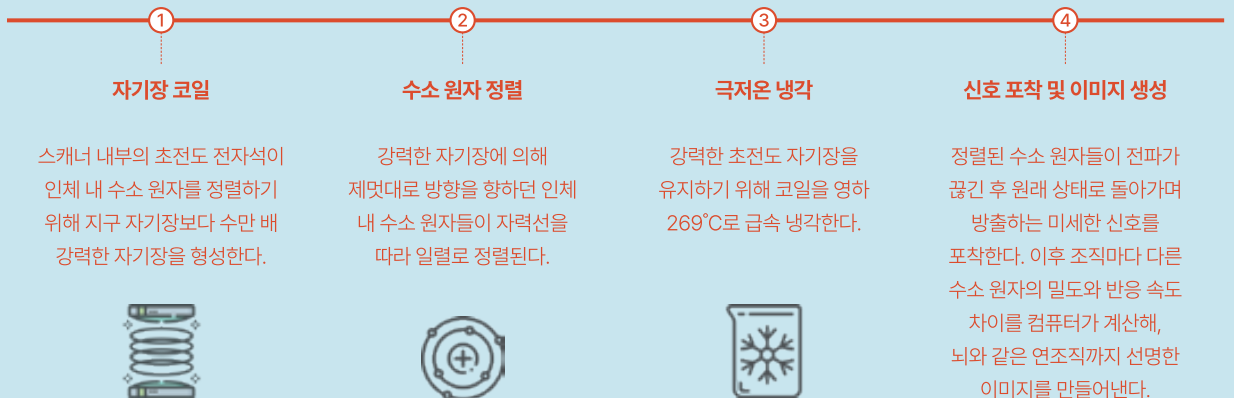 1
자기장 코일
스캐너 내부의 초전도 전자석이
인체 내 수소 원자를 정렬하기
위해 지구 자기장보다 수만 배
강력한 자기장을 형성한다.
2
수소 원자 정렬
강력한 자기장에 의해
제멋대로 방향을 향하던 인체
내 수소 원자들이 자력선을
따라 일렬로 정렬된다.
3
극저온 냉각
강력한 초전도 자기장을
유지하기 위해 코일을 영하
269°C로 급속 냉각한다.
4
신호 포착 및 이미지 생성
정렬된 수소 원자들이 전파가
끊긴 후 원래 상태로 돌아가며
방출하는 미세한 신호를
포착한다. 이후 조직마다 다른
수소 원자의 밀도와 반응 속도
차이를 컴퓨터가 계산해,
뇌와 같은 연조직까지 선명한
이미지를 만들어낸다.